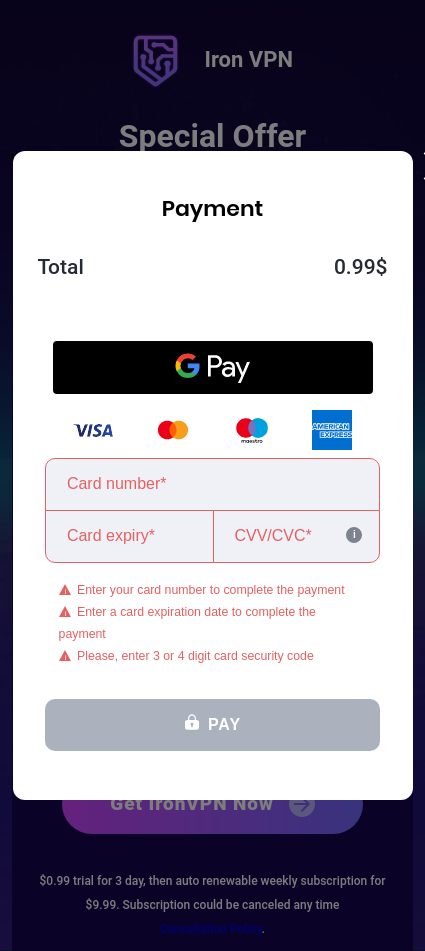 Iron VPN
Special Offer
Payment
Total 0.99$
G Pay
VISA maestro AMERICAN EXPRESS
Card number*
Card expiry* CVV/CVC*
Enter your card number to complete the payment
Enter a card expiration date to complete the
payment
Please, enter 3 or 4 digit card security code
PAY
Get IronVPN Now
$0.99 trial for 3 day, then auto renewable weekly subscription for
$9.99. Subscription could be canceled any time